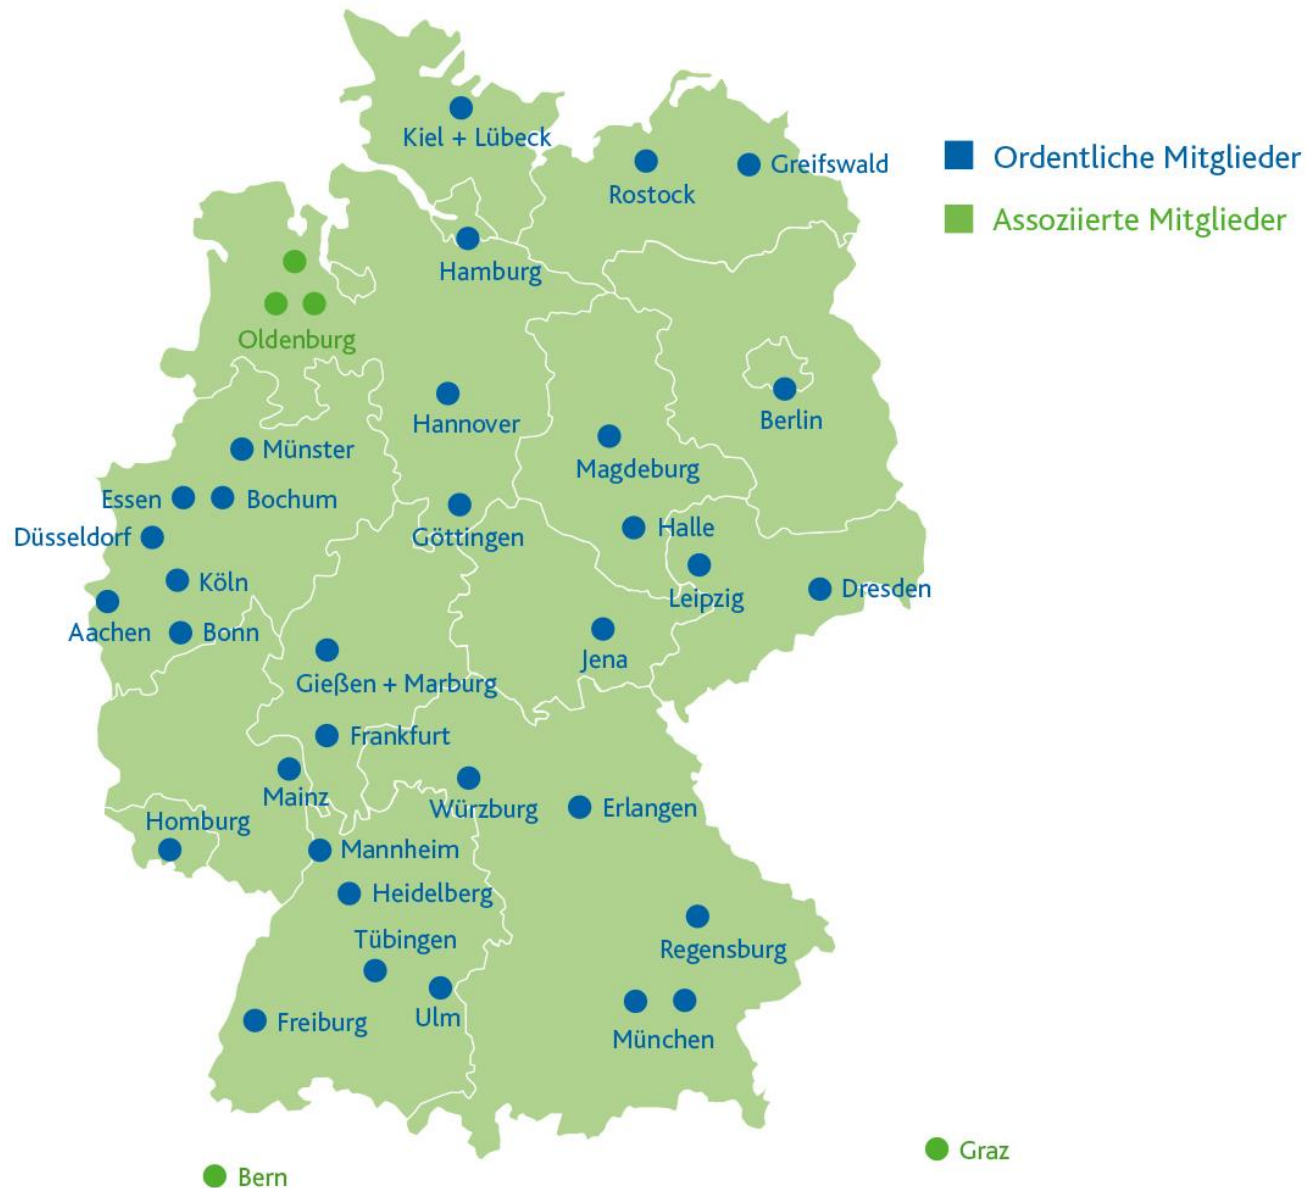 Kiel + Lübeck
Rostock
Greifswald
Ordentliche Mitglieder
Assoziierte Mitglieder
Hamburg
Oldenburg
Hannover
Berlin
Münster
Magdeburg
Essen
Bochum
Düsseldorf
Göttingen
Halle
Köln
Leipzig
Dresden
Aachen
Bonn
Jena
Gießen + Marburg
Frankfurt
Mainz
Würzburg
Erlangen
Homburg
Mannheim
Heidelberg
Tübingen
Regensburg
Freiburg
Ulm
München
Graz
Bern